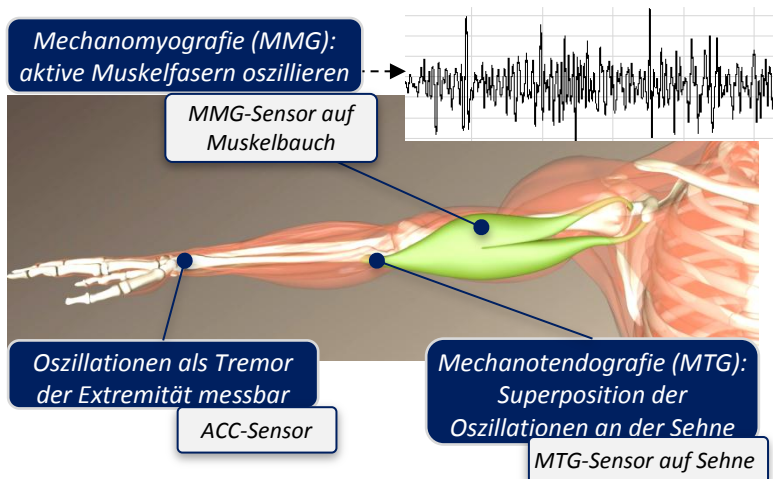 Mechanomyografie (MMG):
aktive Muskelfasern oszillieren
MMG-Sensor auf
Muskelbauch
Oszillationen als Tremor
der Extremität messbar
ACC-Sensor
Mechanotendografie (MTG):
Superposition der
Oszillationen an der Sehne
MTG-Sensor auf Sehne